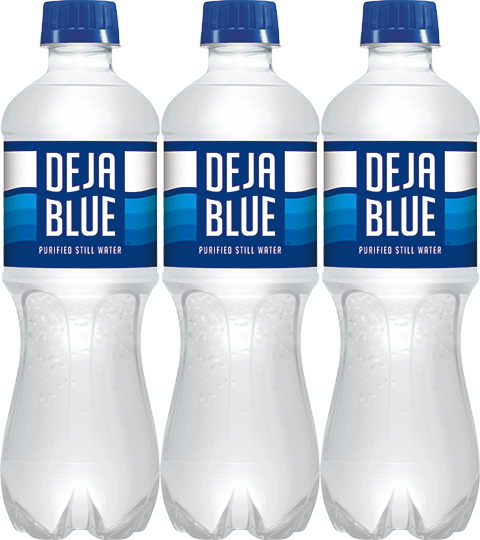 DEJA
BLUE
PURIFIED STILL WATER
DEJA
BLUE
PURIFIED STILL WATER
DEJA
BLUE
PURIFIED STILL WATER